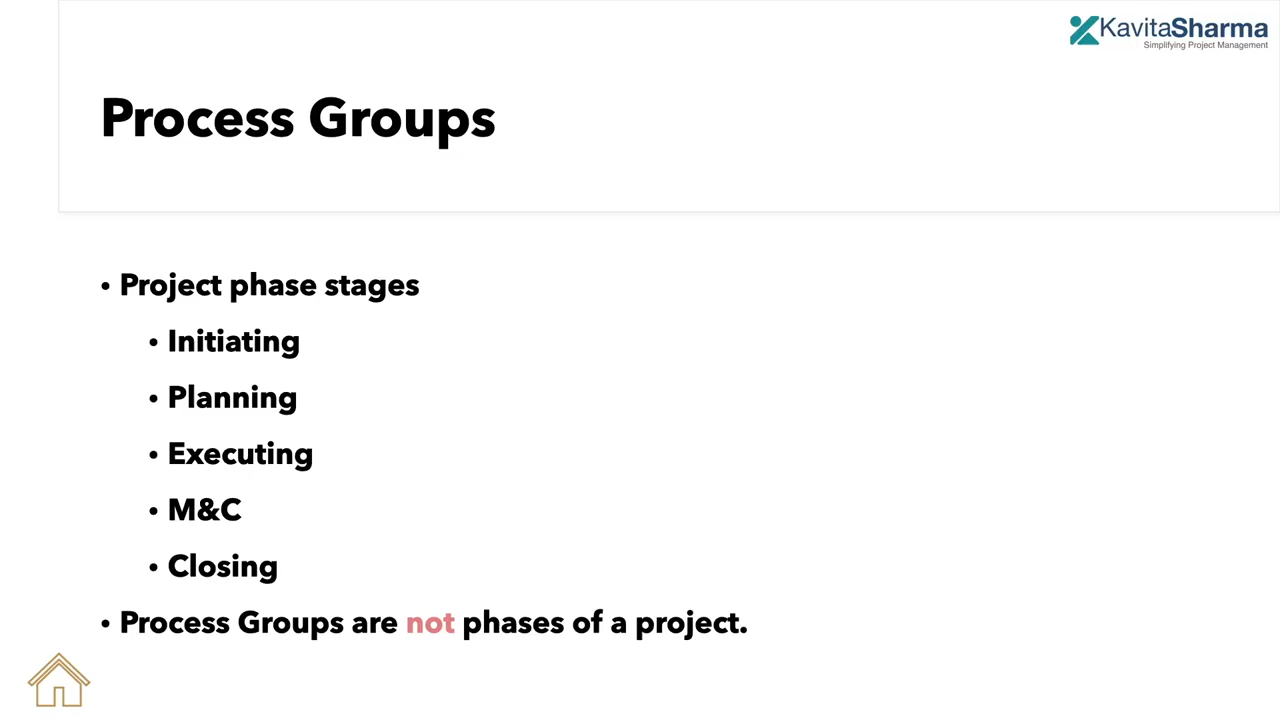 KavitaSharma
Simplifying Project Management
Process Groups
• Project phase stages
• Initiating
• Planning
• Executing
• M&C
• Closing
• Process Groups are not phases of a project.